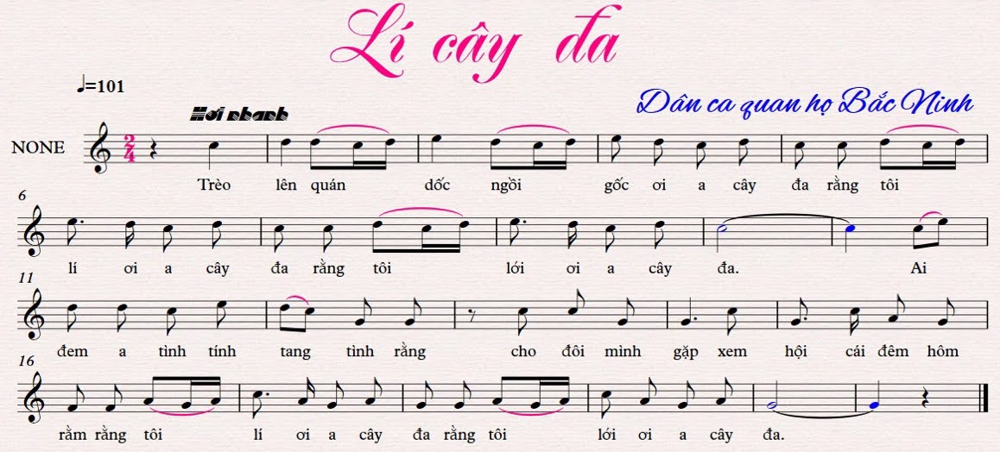 Lí cây đa
♩=101
Dân ca quan họ Bắc Ninh
Hơi nhanh
NONE
2/4
Trèo lên quán dốc ngồi gốc ơi a cây đa rằng tôi
6
lí ơi a cây đa rằng tôi lới ơi a cây đa. Ai
11
đem a tình tính tang tình rằng cho đôi mình gặp xem hội cái đêm hôm
16
rằm rằng tôi lí ơi a cây đa rằng tôi lới ơi a cây đa.